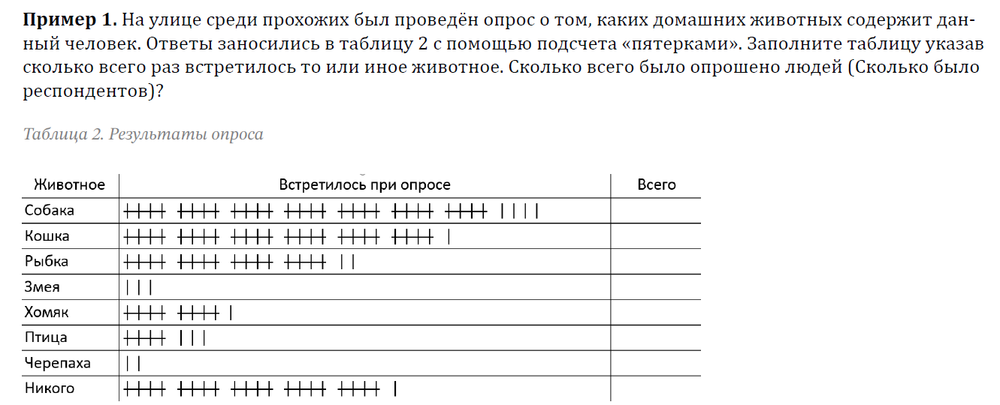 Пример 1. На улице среди прохожих был проведён опрос о том, каких домашних животных содержит дан-
ный человек. Ответы заносились в таблицу 2 с помощью подсчета «пятерками». Заполните таблицу указав
сколько всего раз встретилось то или иное животное. Сколько всего было опрошено людей (Сколько было
респондентов)?
Таблица 2. Результаты опроса
Животное Встретилось при опросе Всего
Собака
Кошка
Рыбка
Змея
Хомяк
Птица
Черепаха
Никого